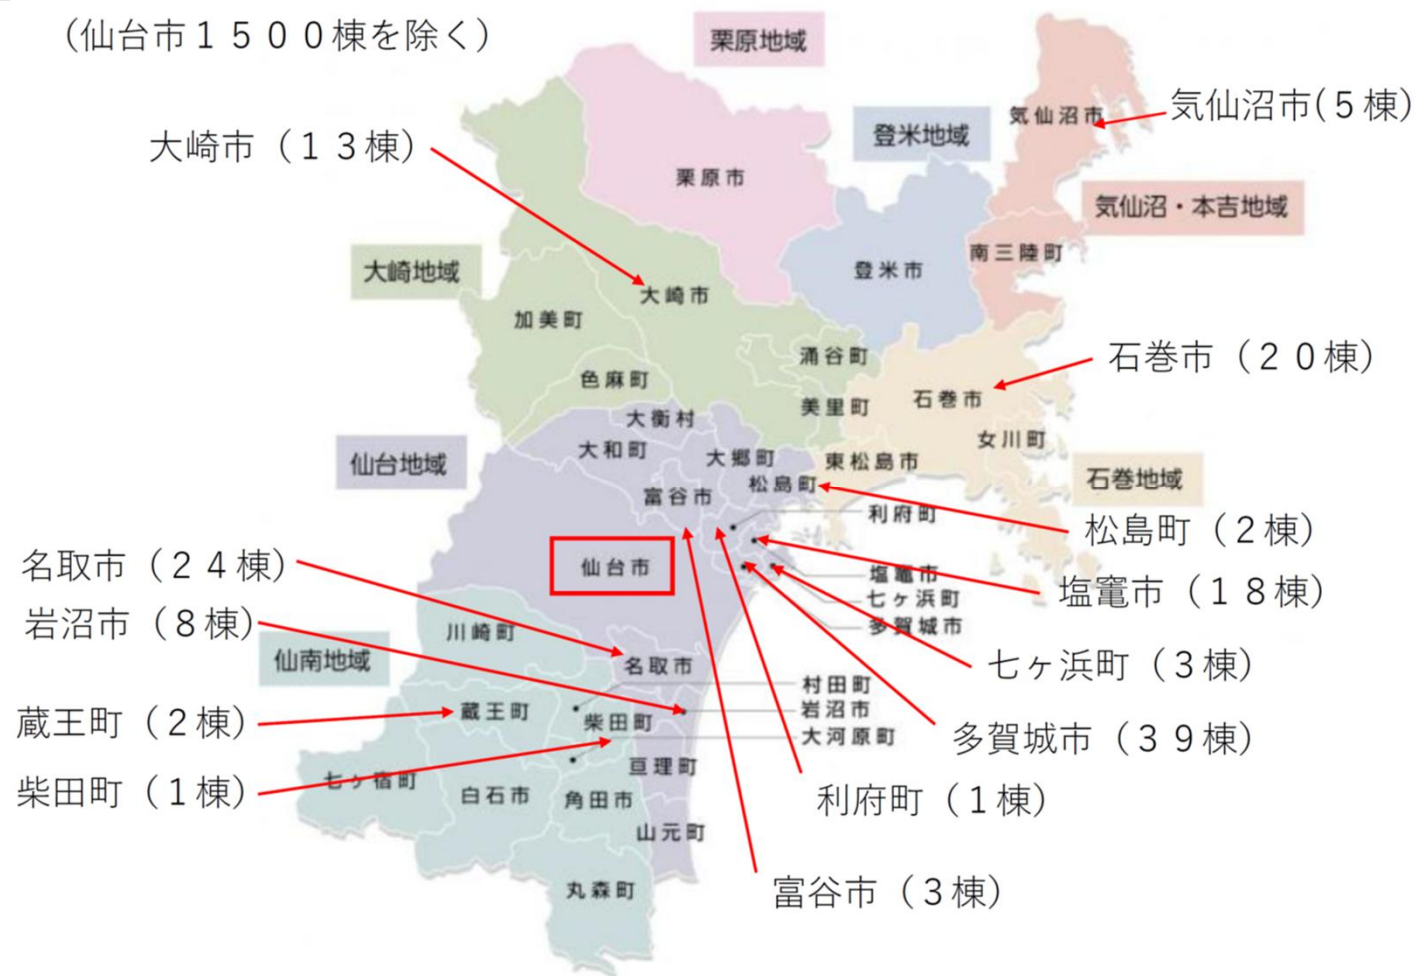 （仙台市１５００棟を除く）
栗原地域
気仙沼市
気仙沼市(５棟)
登米地域
大崎市（１３棟）
栗原市
気仙沼・本吉地域
大崎地域
登米市
南三陸町
大崎市
加美町
涌谷町
石巻市（２０棟）
色麻町
美里町
石巻市
大衡村
女川町
仙台地域
大和町
大郷町
東松島市
石巻地域
富谷市
松島町
利府町
松島町（２棟）
名取市（２４棟）
仙台市
塩竈市
塩竈市（１８棟）
七ヶ浜町
岩沼市（８棟）
川崎町
多賀城市
仙南地域
名取市
七ヶ浜町（３棟）
村田町
蔵王町（２棟）
蔵王町
柴田町
岩沼市
大河原町
多賀城市（３９棟）
柴田町（１棟）
七ヶ宿町
亘理町
白石市
角田市
利府町（１棟）
山元町
丸森町
富谷市（３棟）